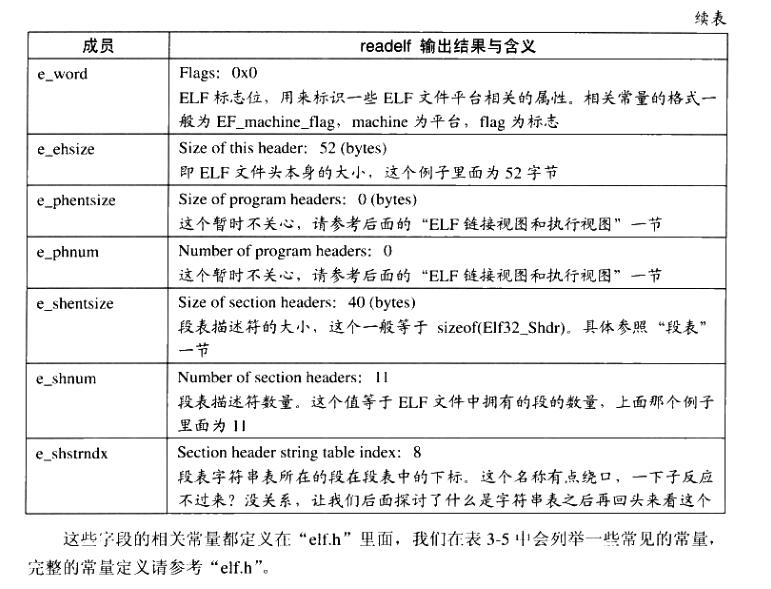 续表
成员 readelf 输出结果与含义
e_word Flags: 0x0
ELF 标志位，用来标识一些 ELF 文件平台相关的属性。相关常量的格式一
般为 EF_machine_flag，machine 为平台，flag 为标志
e_ehsize Size of this header: 52 (bytes)
即 ELF 文件头本身的大小，这个例子里面为 52 字节
e_phentsize Size of program headers: 0 (bytes)
这个暂时不关心，请参考后面的“ELF 链接视图和执行视图”一节
e_phnum Number of program headers: 0
这个暂时不关心，请参考后面的“ELF 链接视图和执行视图”一节
e_shentsize Size of section headers: 40 (bytes)
段表描述符的大小，这个一般等于 sizeof(Elf32_Shdr)。具体参照“段表”
一节
e_shnum Number of section headers: 11
段表描述符数量。这个值等于 ELF 文件中拥有的段的数量，上面那个例子
里面为 11
e_shstrndx Section header string table index: 8
段表字符串表所在的段在段表中的下标。这个名称有点绕口，一下子反应
不过来？没关系，让我们后面探讨了什么是字符串表之后再回头来看这个
这些字段的相关常量都定义在“elf.h”里面，我们在表 3-5 中会列举一些常见的常量，
完整的常量定义请参考“elf.h”。